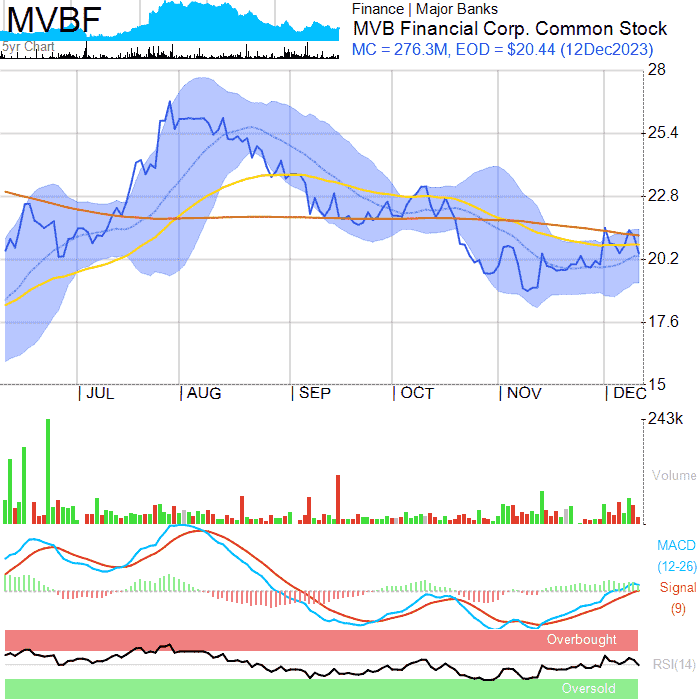 MVBF
5yr Chart
Finance | Major Banks
MVB Financial Corp. Common Stock
MC = 276.3M, EOD = $20.44 (12Dec2023)
28
25.4
22.8
20.2
17.6
15
JUL
AUG
SEP
OCT
NOV
DEC
243k
Volume
MACD
(12-26)
Signal
(9)
Overbought
RSI(14)
Oversold